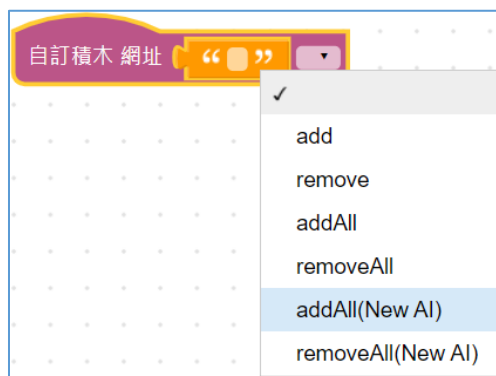 自訂積木 網址 “ ”
add
remove
addAll
removeAll
addAll(New AI)
removeAll(New AI)